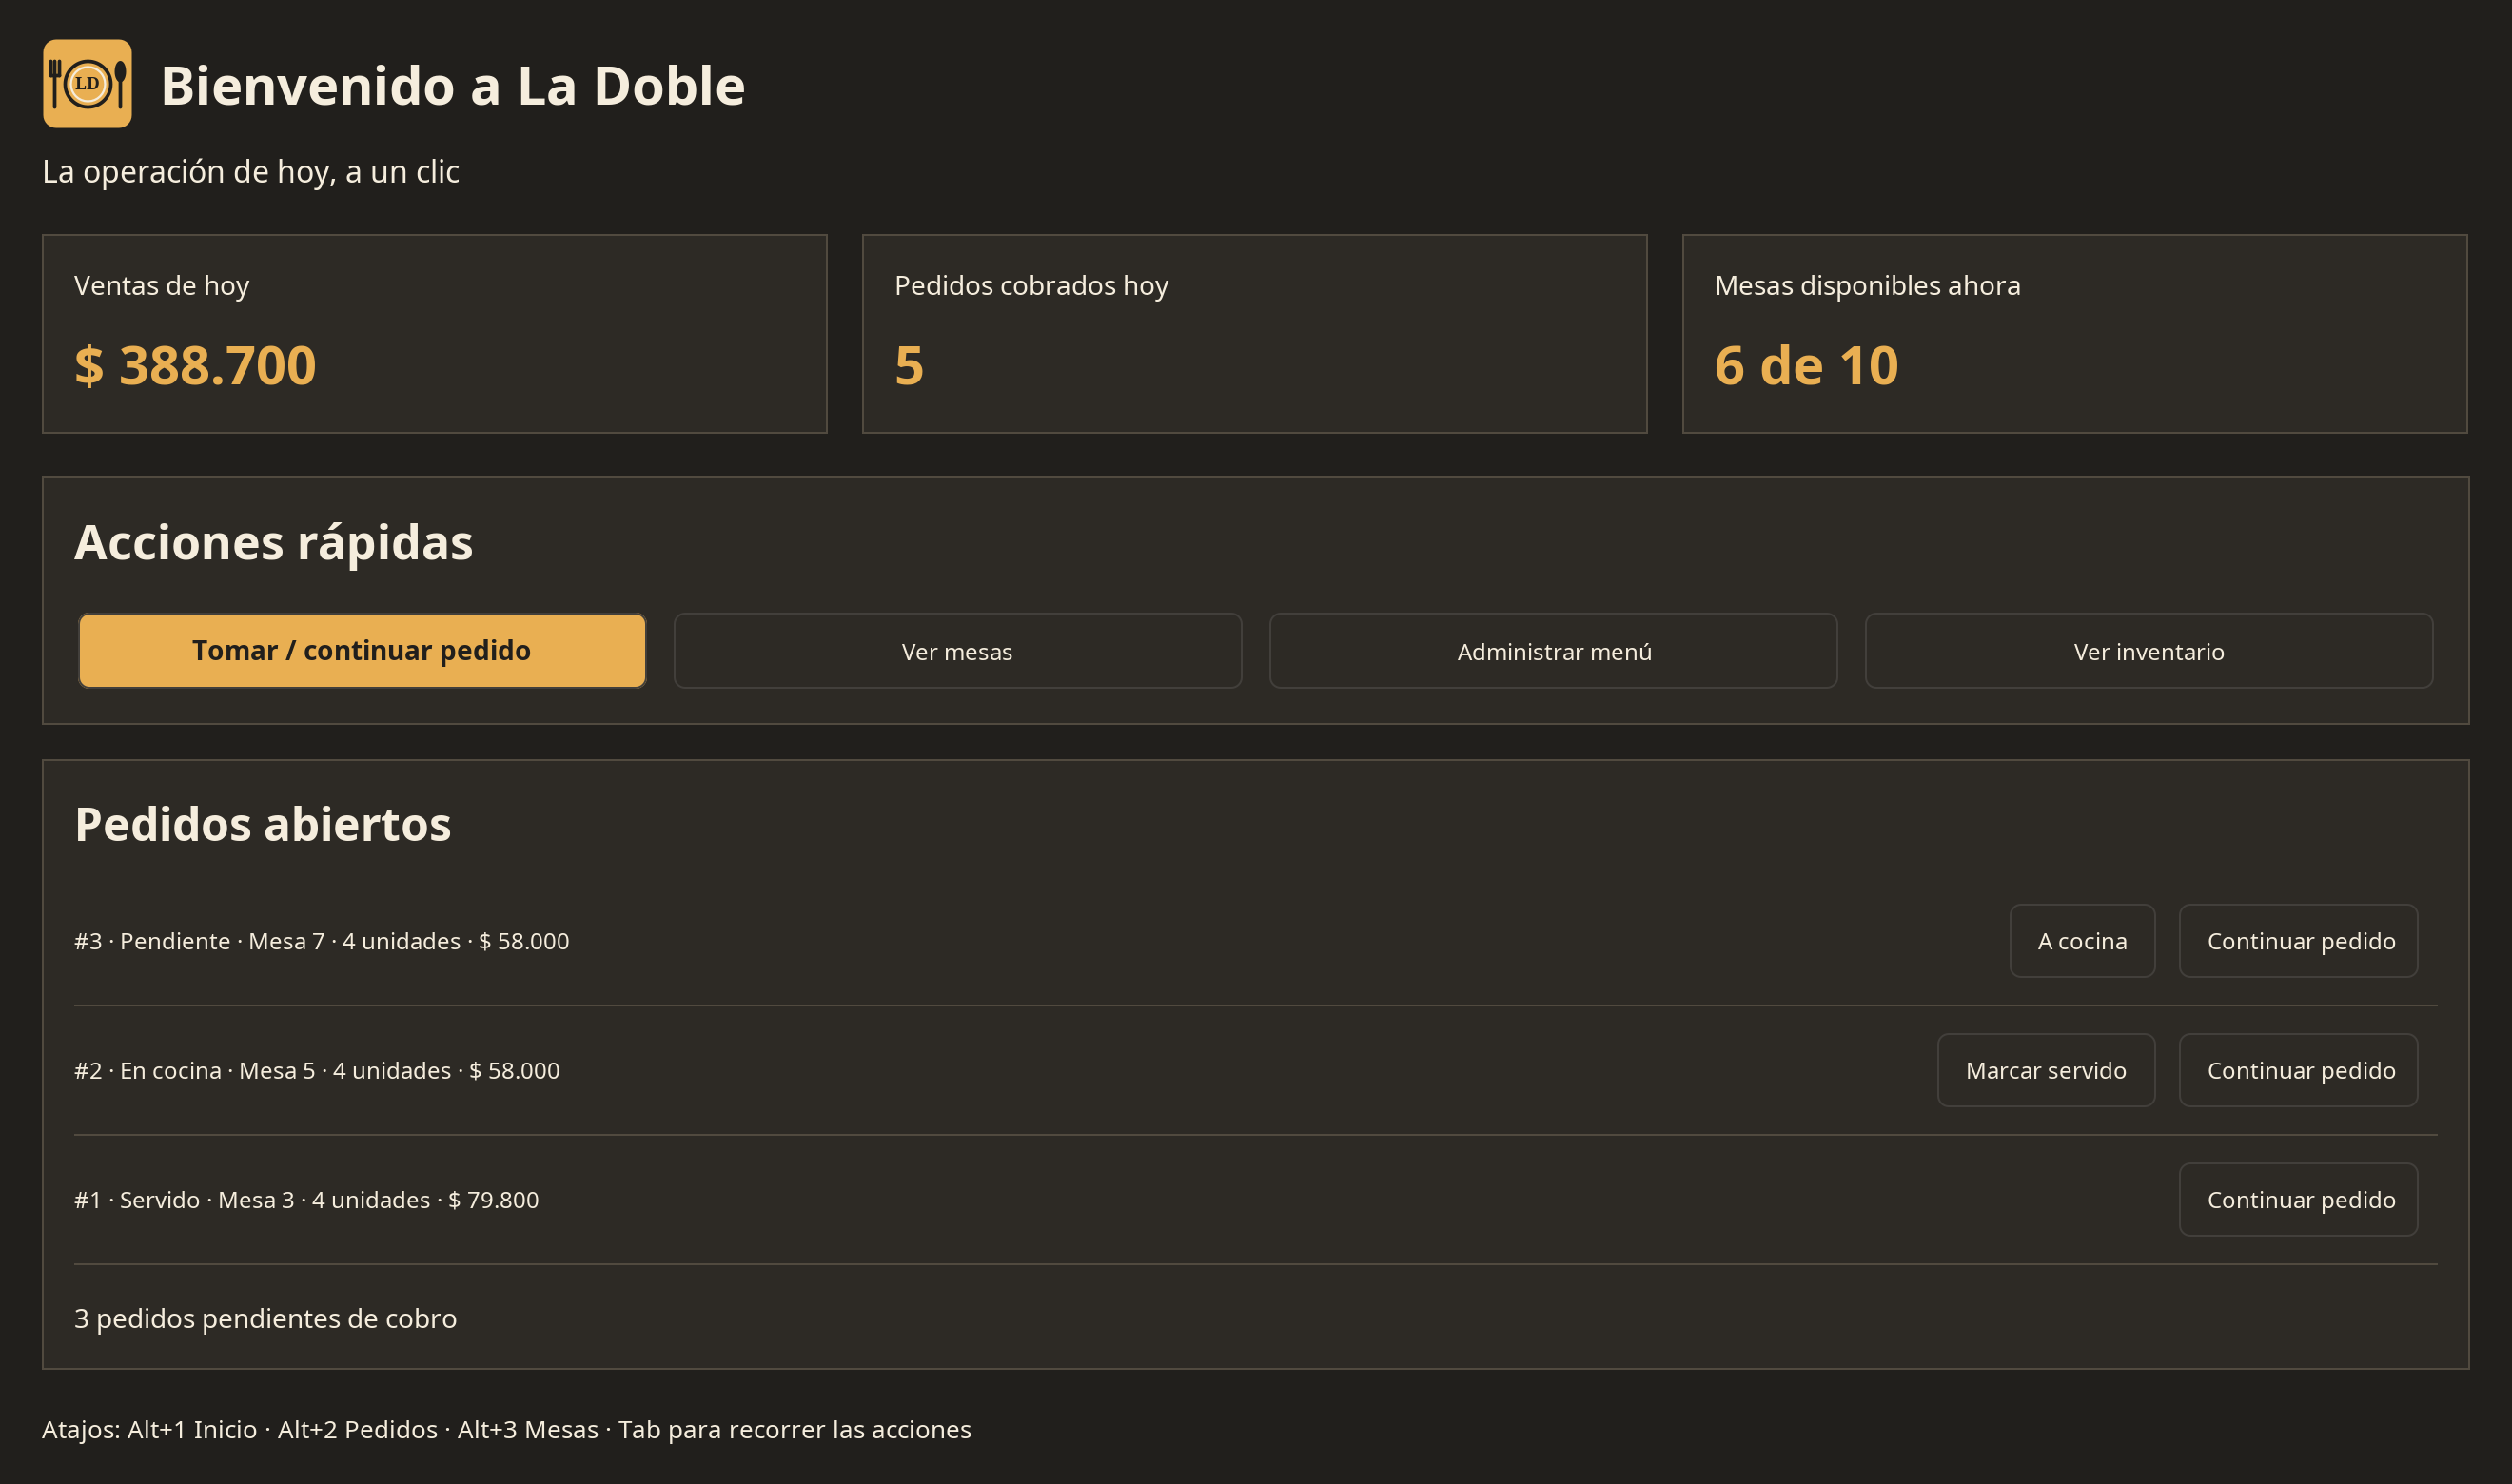 LD
Bienvenido a La Doble
La operación de hoy, a un clic
Ventas de hoy
$ 388.700
Pedidos cobrados hoy
5
Mesas disponibles ahora
6 de 10
Acciones rápidas
Tomar / continuar pedido
Ver mesas
Administrar menú
Ver inventario
Pedidos abiertos
#3 · Pendiente · Mesa 7 · 4 unidades · $ 58.000
A cocina
Continuar pedido
#2 · En cocina · Mesa 5 · 4 unidades · $ 58.000
Marcar servido
Continuar pedido
#1 · Servido · Mesa 3 · 4 unidades · $ 79.800
Continuar pedido
3 pedidos pendientes de cobro
Atajos: Alt+1 Inicio · Alt+2 Pedidos · Alt+3 Mesas · Tab para recorrer las acciones